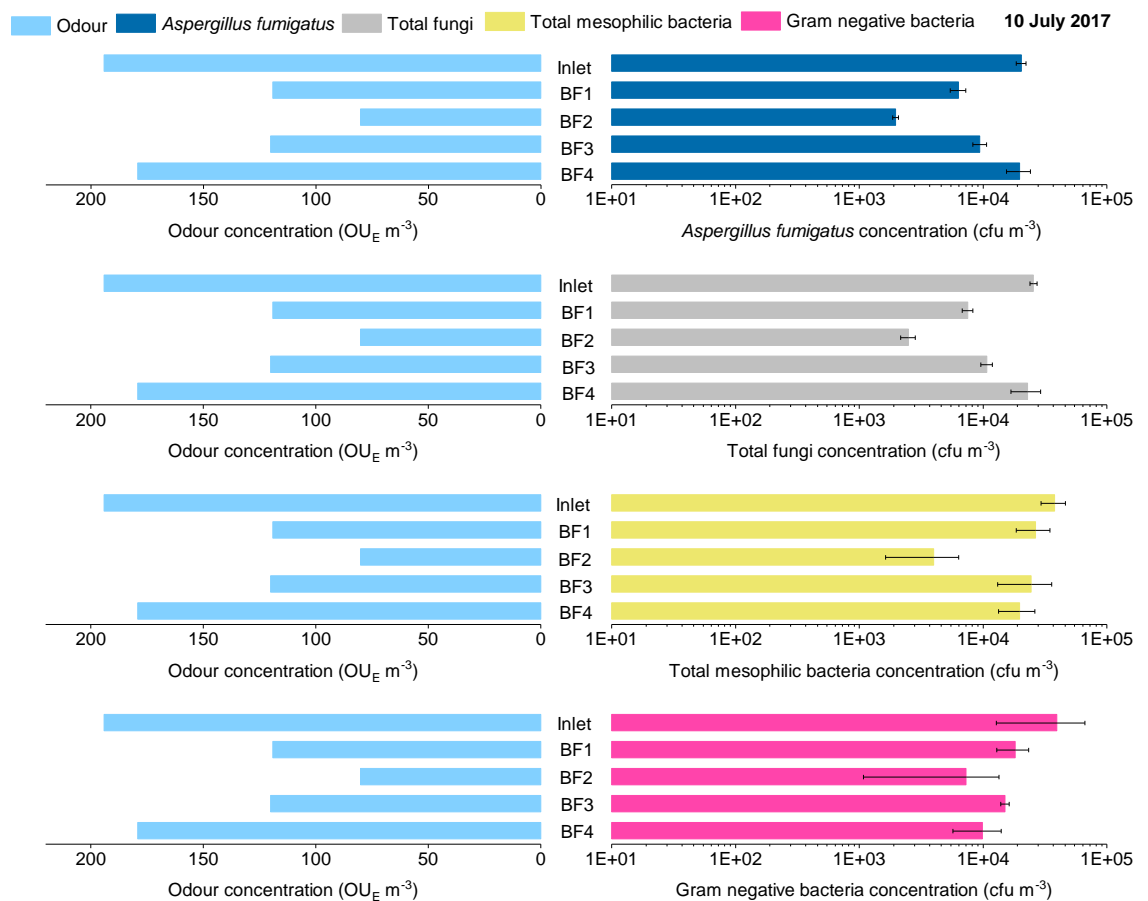 Odour Aspergillus fumigatus Total fungi Total mesophilic bacteria Gram negative bacteria 10 July 2017
Inlet
BF1
BF2
BF3
BF4
200 150 100 50 0 1E+01 1E+02 1E+03 1E+04 1E+05
Odour concentration (OU_E m⁻³) Aspergillus fumigatus concentration (cfu m⁻³)
Inlet
BF1
BF2
BF3
BF4
200 150 100 50 0 1E+01 1E+02 1E+03 1E+04 1E+05
Odour concentration (OU_E m⁻³) Total fungi concentration (cfu m⁻³)
Inlet
BF1
BF2
BF3
BF4
200 150 100 50 0 1E+01 1E+02 1E+03 1E+04 1E+05
Odour concentration (OU_E m⁻³) Total mesophilic bacteria concentration (cfu m⁻³)
Inlet
BF1
BF2
BF3
BF4
200 150 100 50 0 1E+01 1E+02 1E+03 1E+04 1E+05
Odour concentration (OU_E m⁻³) Gram negative bacteria concentration (cfu m⁻³)